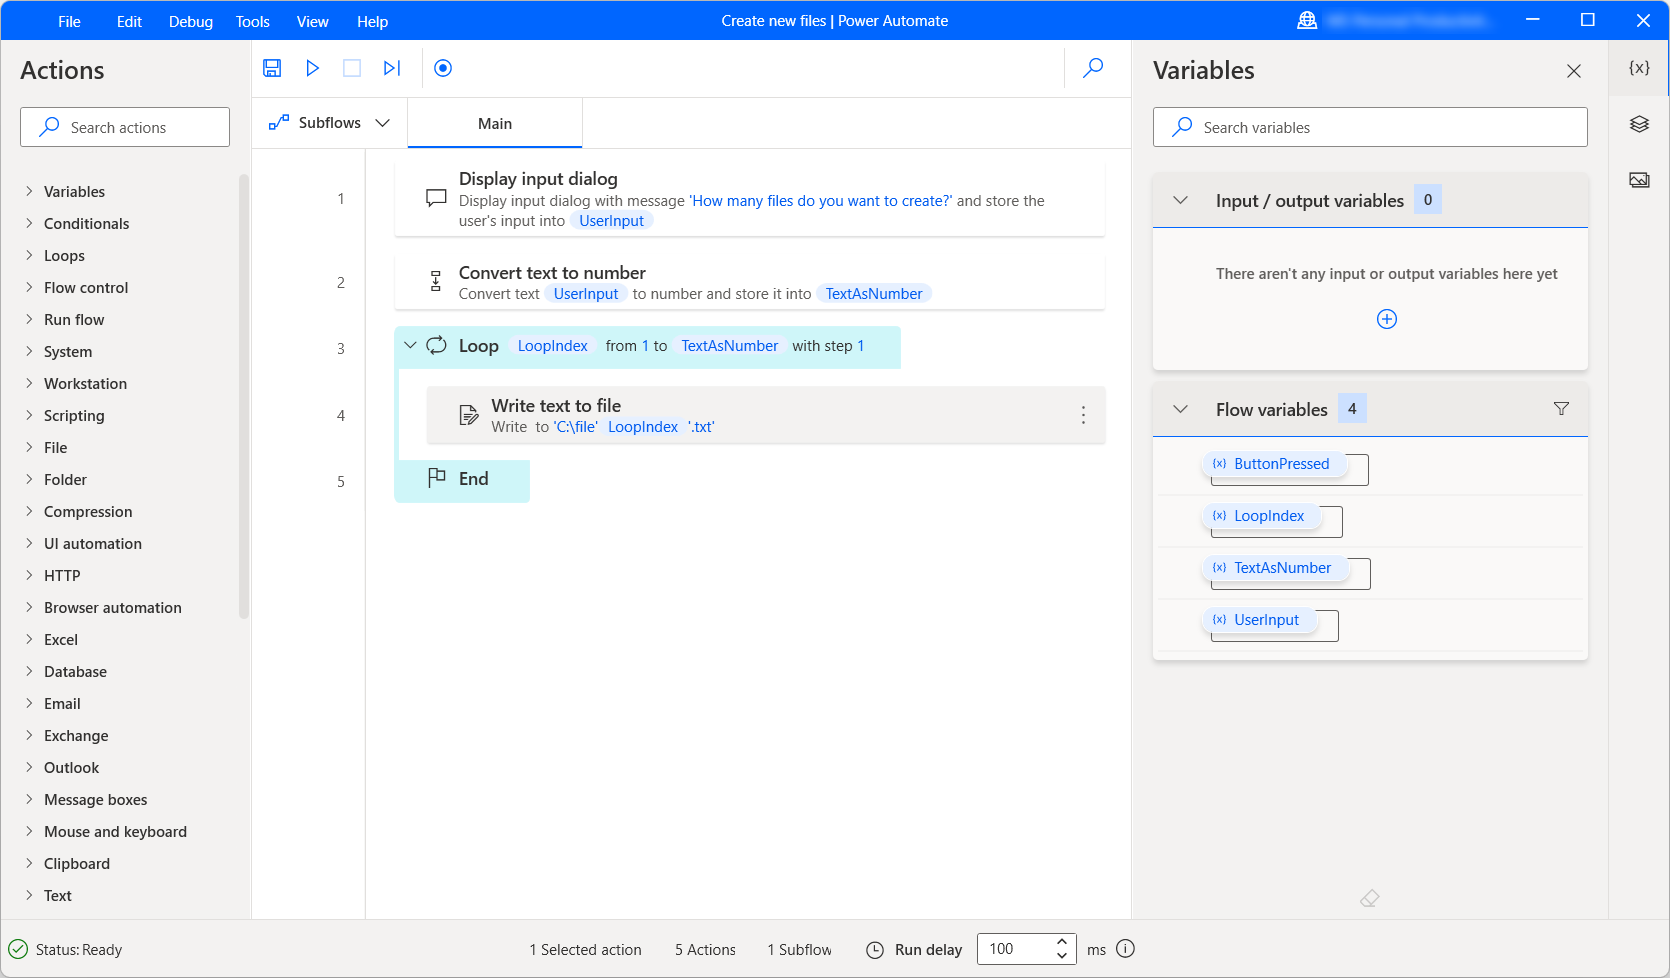 File Edit Debug Tools View Help
Create new files | Power Automate
Actions
Search actions
Variables
Conditionals
Loops
Flow control
Run flow
System
Workstation
Scripting
File
Folder
Compression
UI automation
HTTP
Browser automation
Excel
Database
Email
Exchange
Outlook
Message boxes
Mouse and keyboard
Clipboard
Text
Subflows
Main
1
Display input dialog
Display input dialog with message 'How many files do you want to create?' and store the
user's input into UserInput
2
Convert text to number
Convert text UserInput to number and store it into TextAsNumber
3
Loop LoopIndex from 1 to TextAsNumber with step 1
4
Write text to file
Write to 'C:\file' LoopIndex '.txt'
5
End
Variables
{x}
Search variables
Input / output variables 0
There aren't any input or output variables here yet
Flow variables 4
{x} ButtonPressed
{x} LoopIndex
{x} TextAsNumber
{x} UserInput
Status: Ready
1 Selected action
5 Actions
1 Subflow
Run delay
100
ms